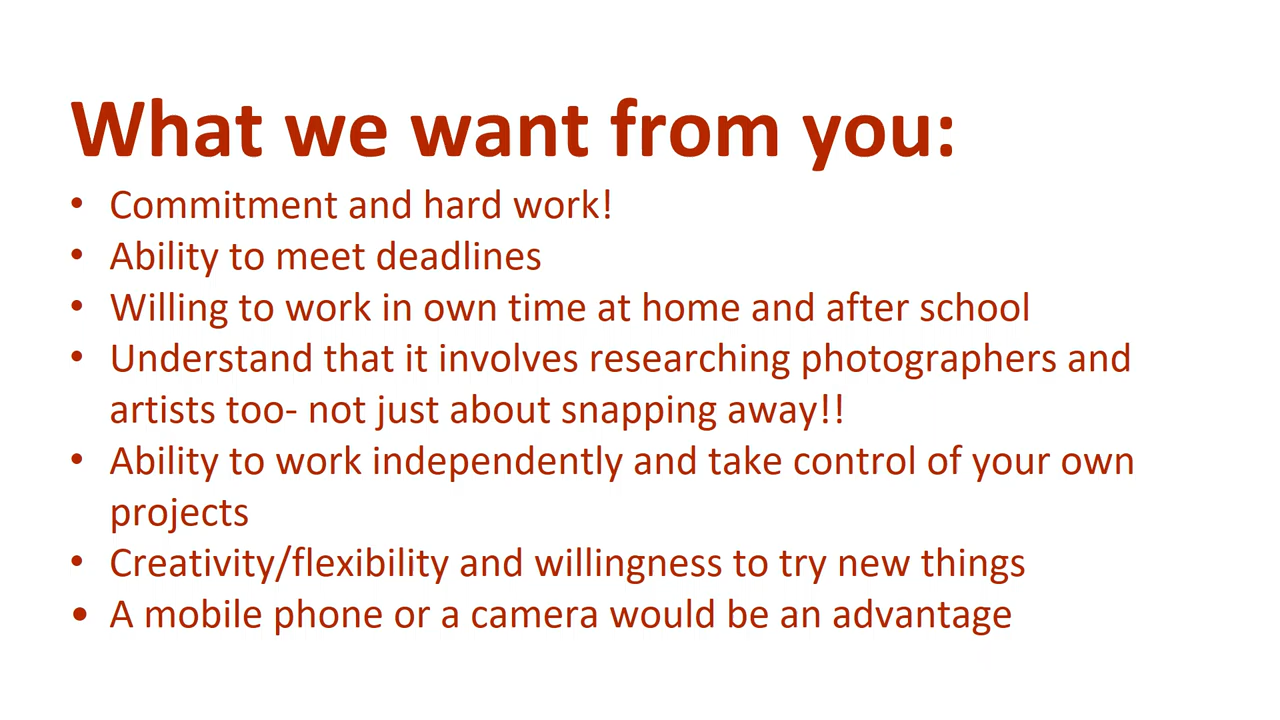 What we want from you:
• Commitment and hard work!
• Ability to meet deadlines
• Willing to work in own time at home and after school
• Understand that it involves researching photographers and
artists too- not just about snapping away!!
• Ability to work independently and take control of your own
projects
• Creativity/flexibility and willingness to try new things
• A mobile phone or a camera would be an advantage